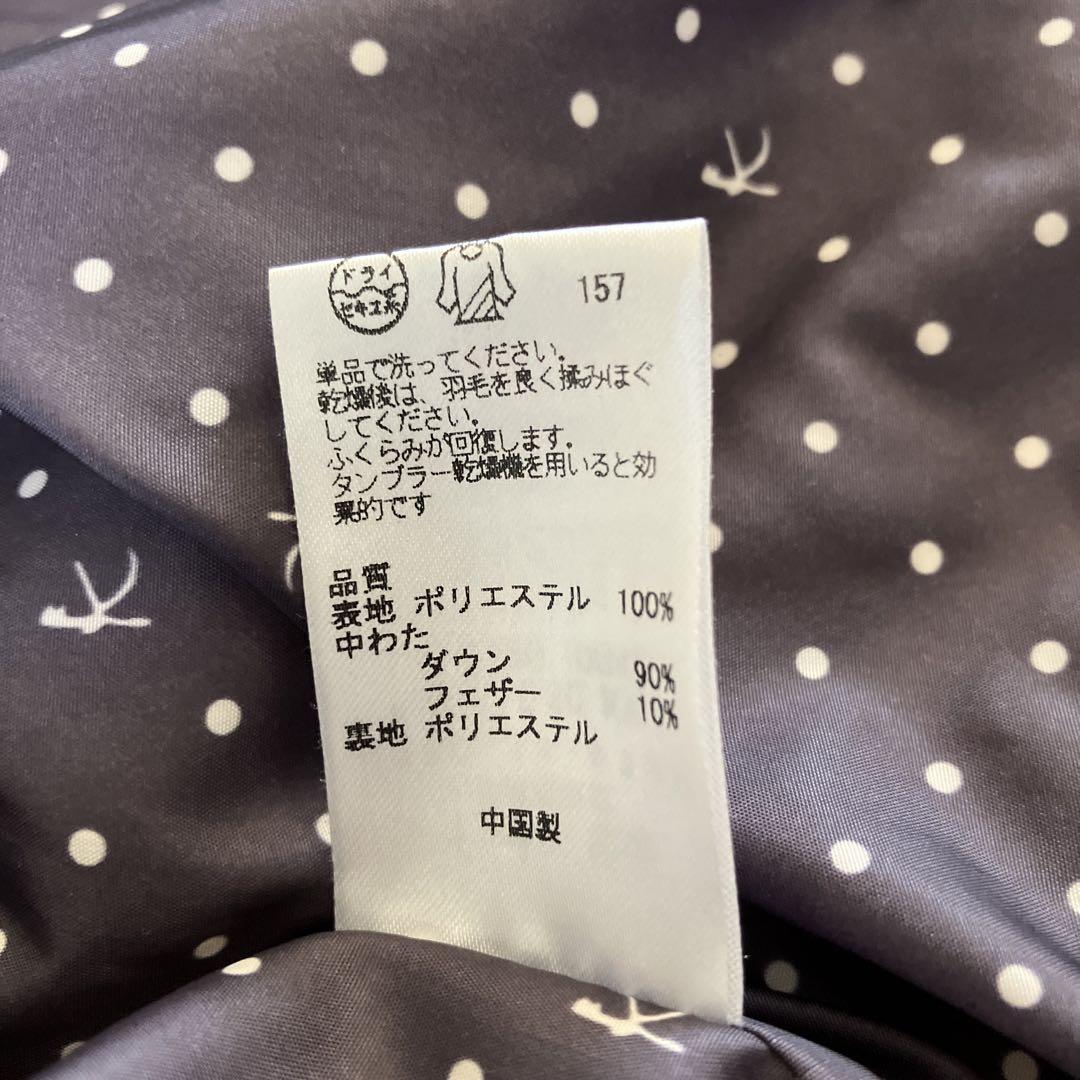 ドライ
セキユ系
157
単品で洗ってください.
乾燥後は、羽毛を良く揉みほぐ
してください.
ふくらみが回復します.
タンブラー乾燥機を用いると効
果的です
品質
表地 ポリエステル 100%
中わた
ダウン 90%
フェザー 10%
裏地 ポリエステル
中国製